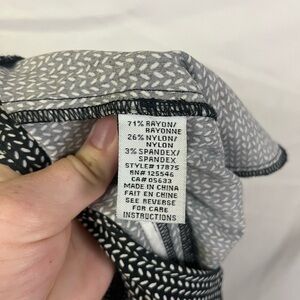 71% RAYON/
RAYONNE
26% NYLON/
NYLON
3% SPANDEX/
SPANDEX
STYLE# 17875
RN# 125546
CA# 05633
MADE IN CHINA
FAIT EN CHINE
SEE REVERSE
FOR CARE
INSTRUCTIONS